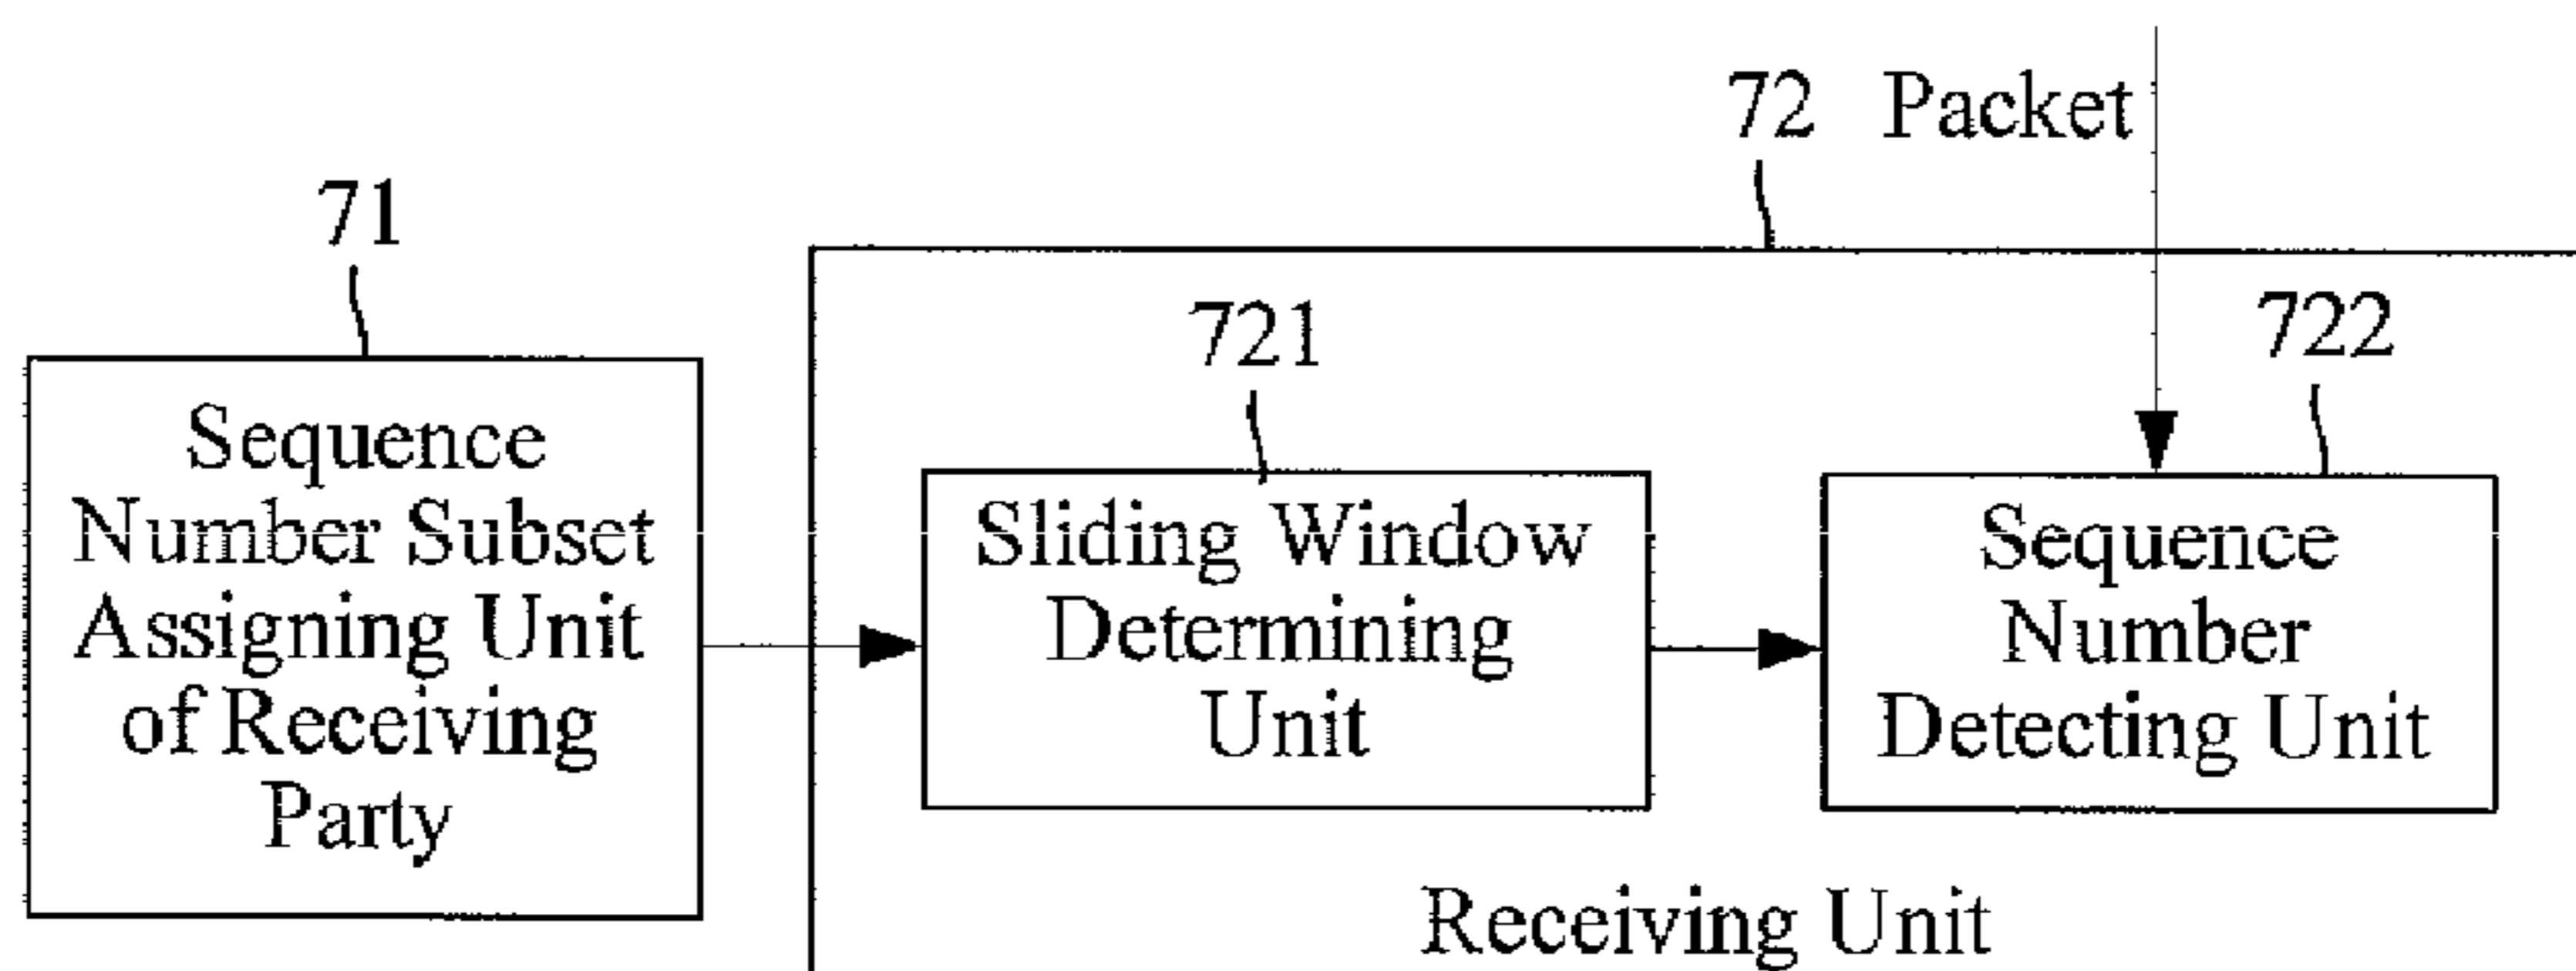 72 Packet
71
721
722
Sequence
Number Subset
Assigning Unit
of Receiving
Party
Sliding Window
Determining
Unit
Sequence
Number
Detecting Unit
Receiving Unit